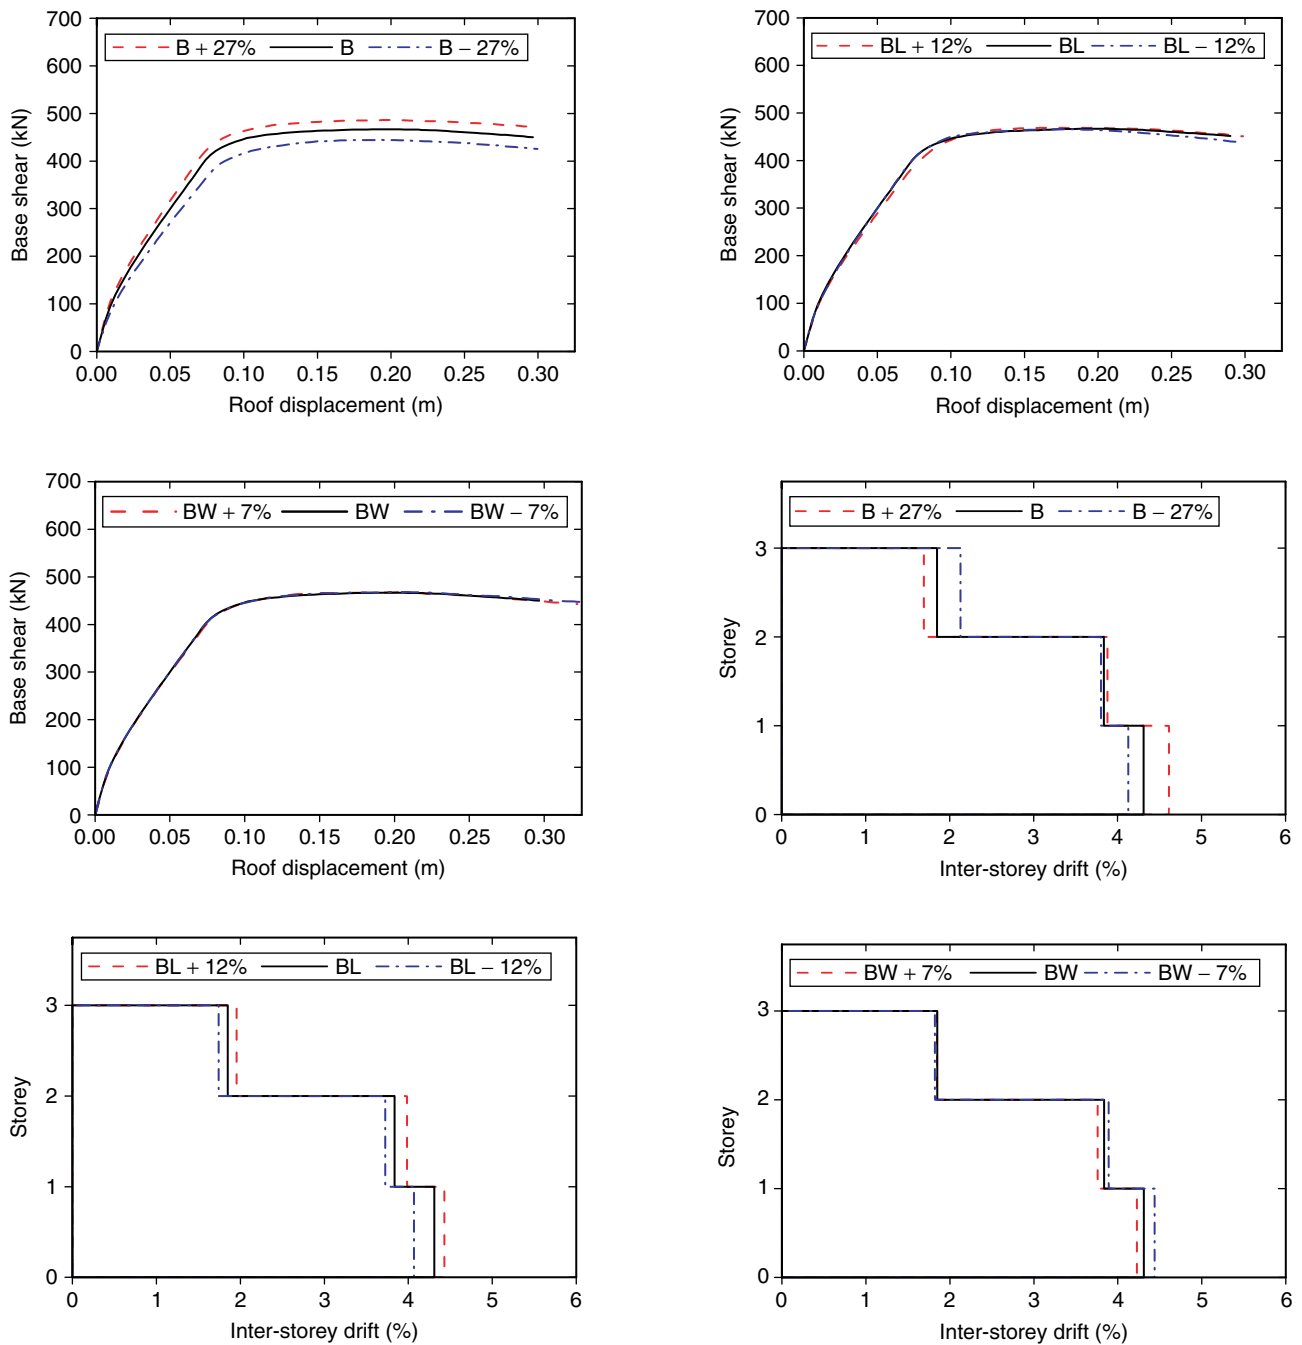 700
600
500
400
300
200
100
0
Base shear (kN)
B + 27% B B − 27%
0.00 0.05 0.10 0.15 0.20 0.25 0.30
Roof displacement (m)
700
600
500
400
300
200
100
0
Base shear (kN)
BL + 12% BL BL − 12%
0.00 0.05 0.10 0.15 0.20 0.25 0.30
Roof displacement (m)
700
600
500
400
300
200
100
0
Base shear (kN)
BW + 7% BW BW − 7%
0.00 0.05 0.10 0.15 0.20 0.25 0.30
Roof displacement (m)
B + 27% B B − 27%
3
2
1
0
Storey
0 1 2 3 4 5 6
Inter-storey drift (%)
BL + 12% BL BL − 12%
3
2
1
0
Storey
0 1 2 3 4 5 6
Inter-storey drift (%)
BW + 7% BW BW − 7%
3
2
1
0
Storey
0 1 2 3 4 5 6
Inter-storey drift (%)